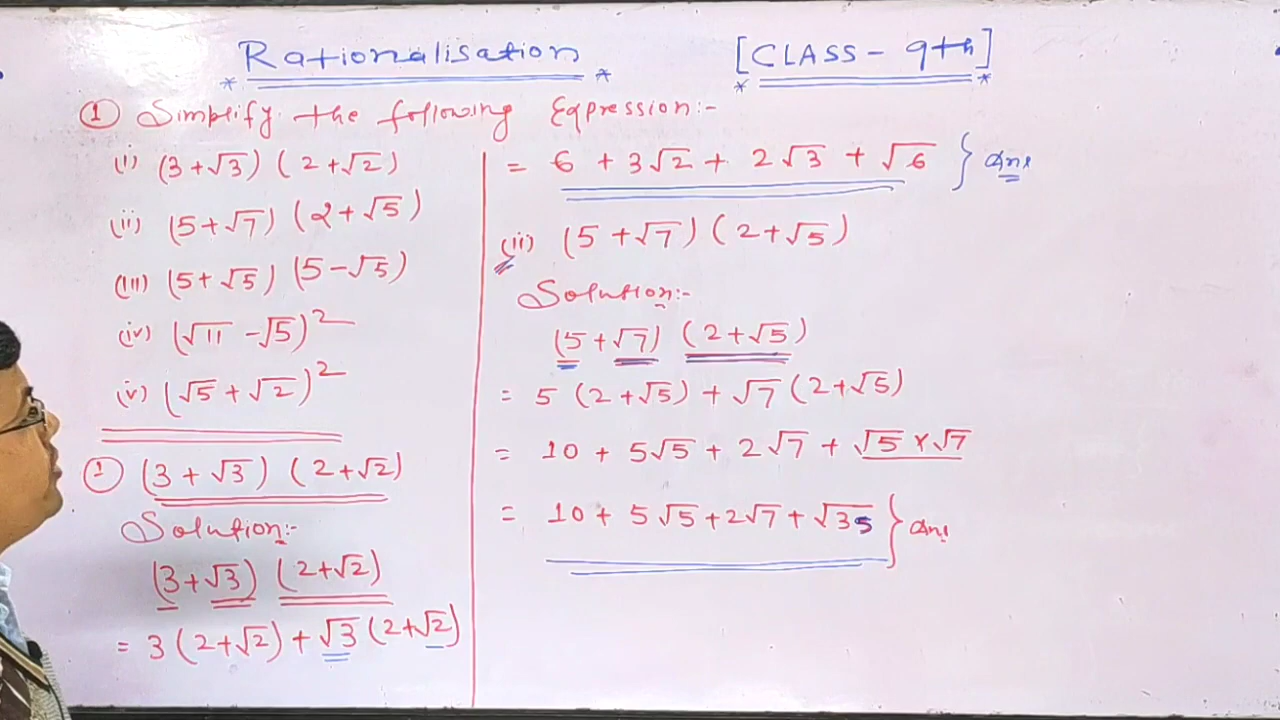 Rationalisation [CLASS - 9th]
① Simplify the following Expression:-
(i) (3+√3) (2+√2)
(ii) (5+√7) (2+√5)
(iii) (5+√5) (5-√5)
(iv) (√11 -√5)²
(v) (√5+√2)²
① (3+√3) (2+√2)
Solution:-
(3+√3) (2+√2)
= 3(2+√2)+√3(2+√2)
= 6 + 3√2 + 2√3 + √6 } Ans
(ii) (5+√7) (2+√5)
Solution:-
(5+√7) (2+√5)
= 5 (2+√5) + √7 (2+√5)
= 10 + 5√5 + 2√7 + √5 × √7
= 10 + 5√5+2√7+√35 } Ans